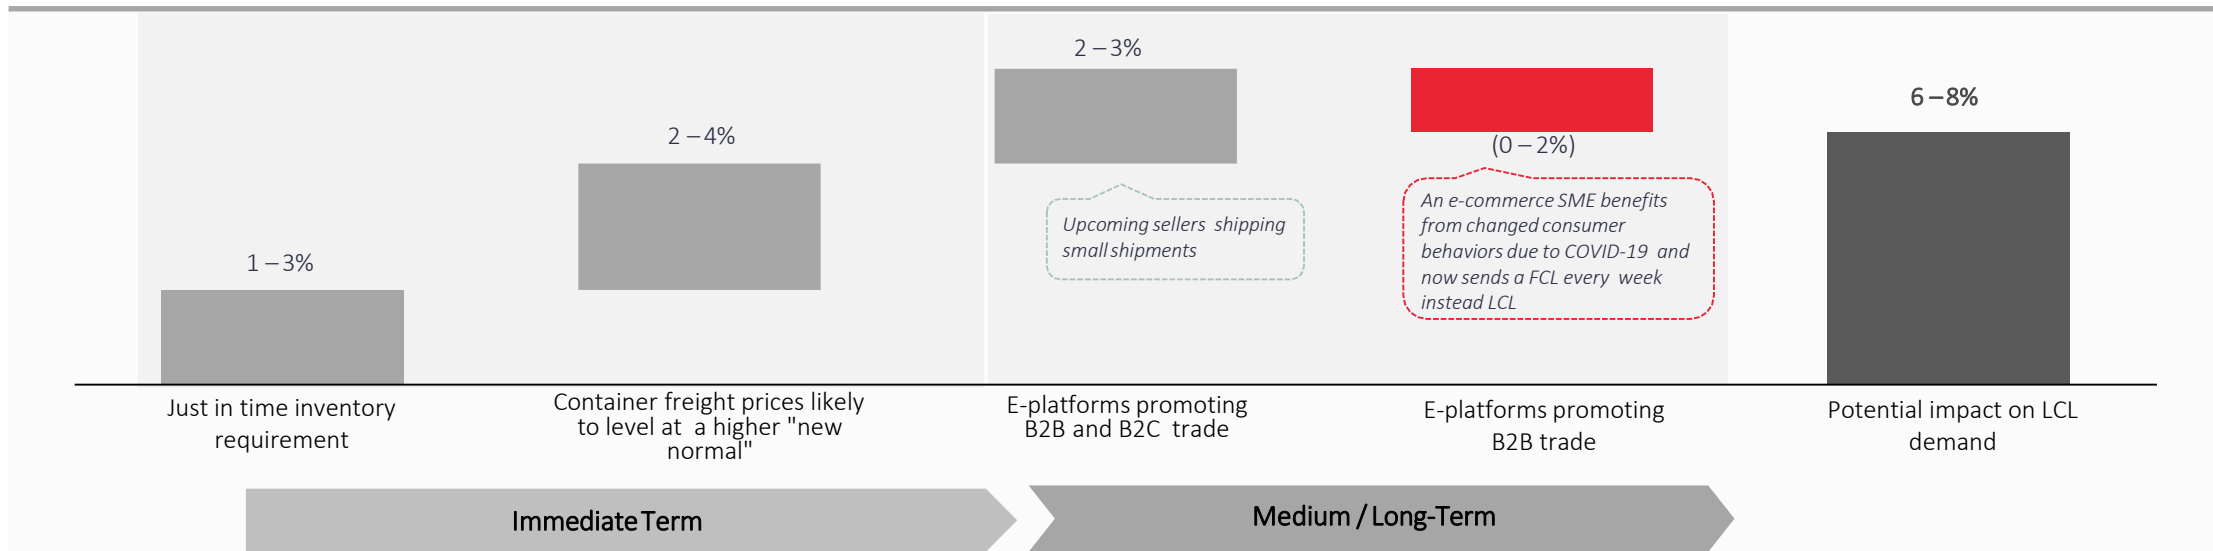 2 – 3%
6 – 8%
2 – 4%
(0 – 2%)
1 – 3%
Upcoming sellers shipping
small shipments
An e-commerce SME benefits
from changed consumer
behaviors due to COVID-19 and
now sends a FCL every week
instead LCL
Just in time inventory
requirement
Container freight prices likely
to level at a higher "new
normal"
E-platforms promoting
B2B and B2C trade
E-platforms promoting
B2B trade
Potential impact on LCL
demand
Immediate Term
Medium / Long-Term